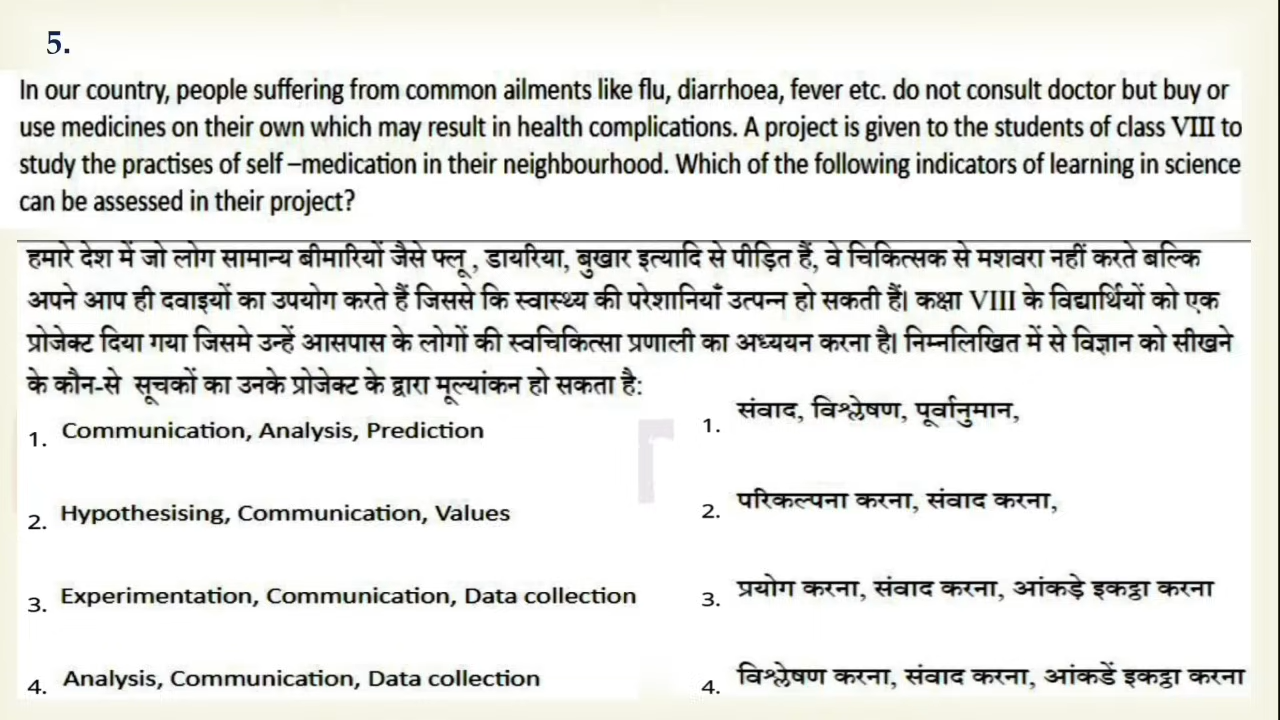 5.
In our country, people suffering from common ailments like flu, diarrhoea, fever etc. do not consult doctor but buy or
use medicines on their own which may result in health complications. A project is given to the students of class VIII to
study the practises of self –medication in their neighbourhood. Which of the following indicators of learning in science
can be assessed in their project?
हमारे देश में जो लोग सामान्य बीमारियों जैसे फ्लू , डायरिया, बुखार इत्यादि से पीड़ित हैं, वे चिकित्सक से मशवरा नहीं करते बल्कि
अपने आप ही दवाइयों का उपयोग करते हैं जिससे कि स्वास्थ्य की परेशानियाँ उत्पन्न हो सकती हैं। कक्षा VIII के विद्यार्थियों को एक
प्रोजेक्ट दिया गया जिसमे उन्हें आसपास के लोगों की स्वचिकित्सा प्रणाली का अध्ययन करना है। निम्नलिखित में से विज्ञान को सीखने
के कौन-से सूचकों का उनके प्रोजेक्ट के द्वारा मूल्यांकन हो सकता है:
1. Communication, Analysis, Prediction
2. Hypothesising, Communication, Values
3. Experimentation, Communication, Data collection
4. Analysis, Communication, Data collection
1. संवाद, विश्लेषण, पूर्वानुमान,
2. परिकल्पना करना, संवाद करना,
3. प्रयोग करना, संवाद करना, आंकड़े इकट्ठा करना
4. विश्लेषण करना, संवाद करना, आंकडें इकट्ठा करना